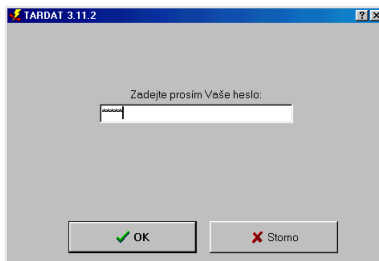 TARDAT 3.11.2
Zadejte prosím Vaše heslo:
*****
OK
Storno